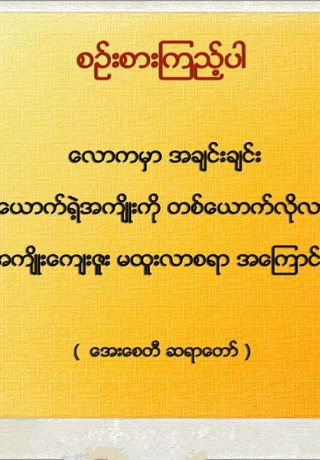 စဉ်းစားကြည့်ပါ
လောကမှာ အချင်းချင်း
ယောက်ရဲ့အကျိုးကို တစ်ယောက်လိုလ
အကျိုးကျေးဇူး မထူးလာစရာ အကြောင်
( အေးစေတီ ဆရာတော် )